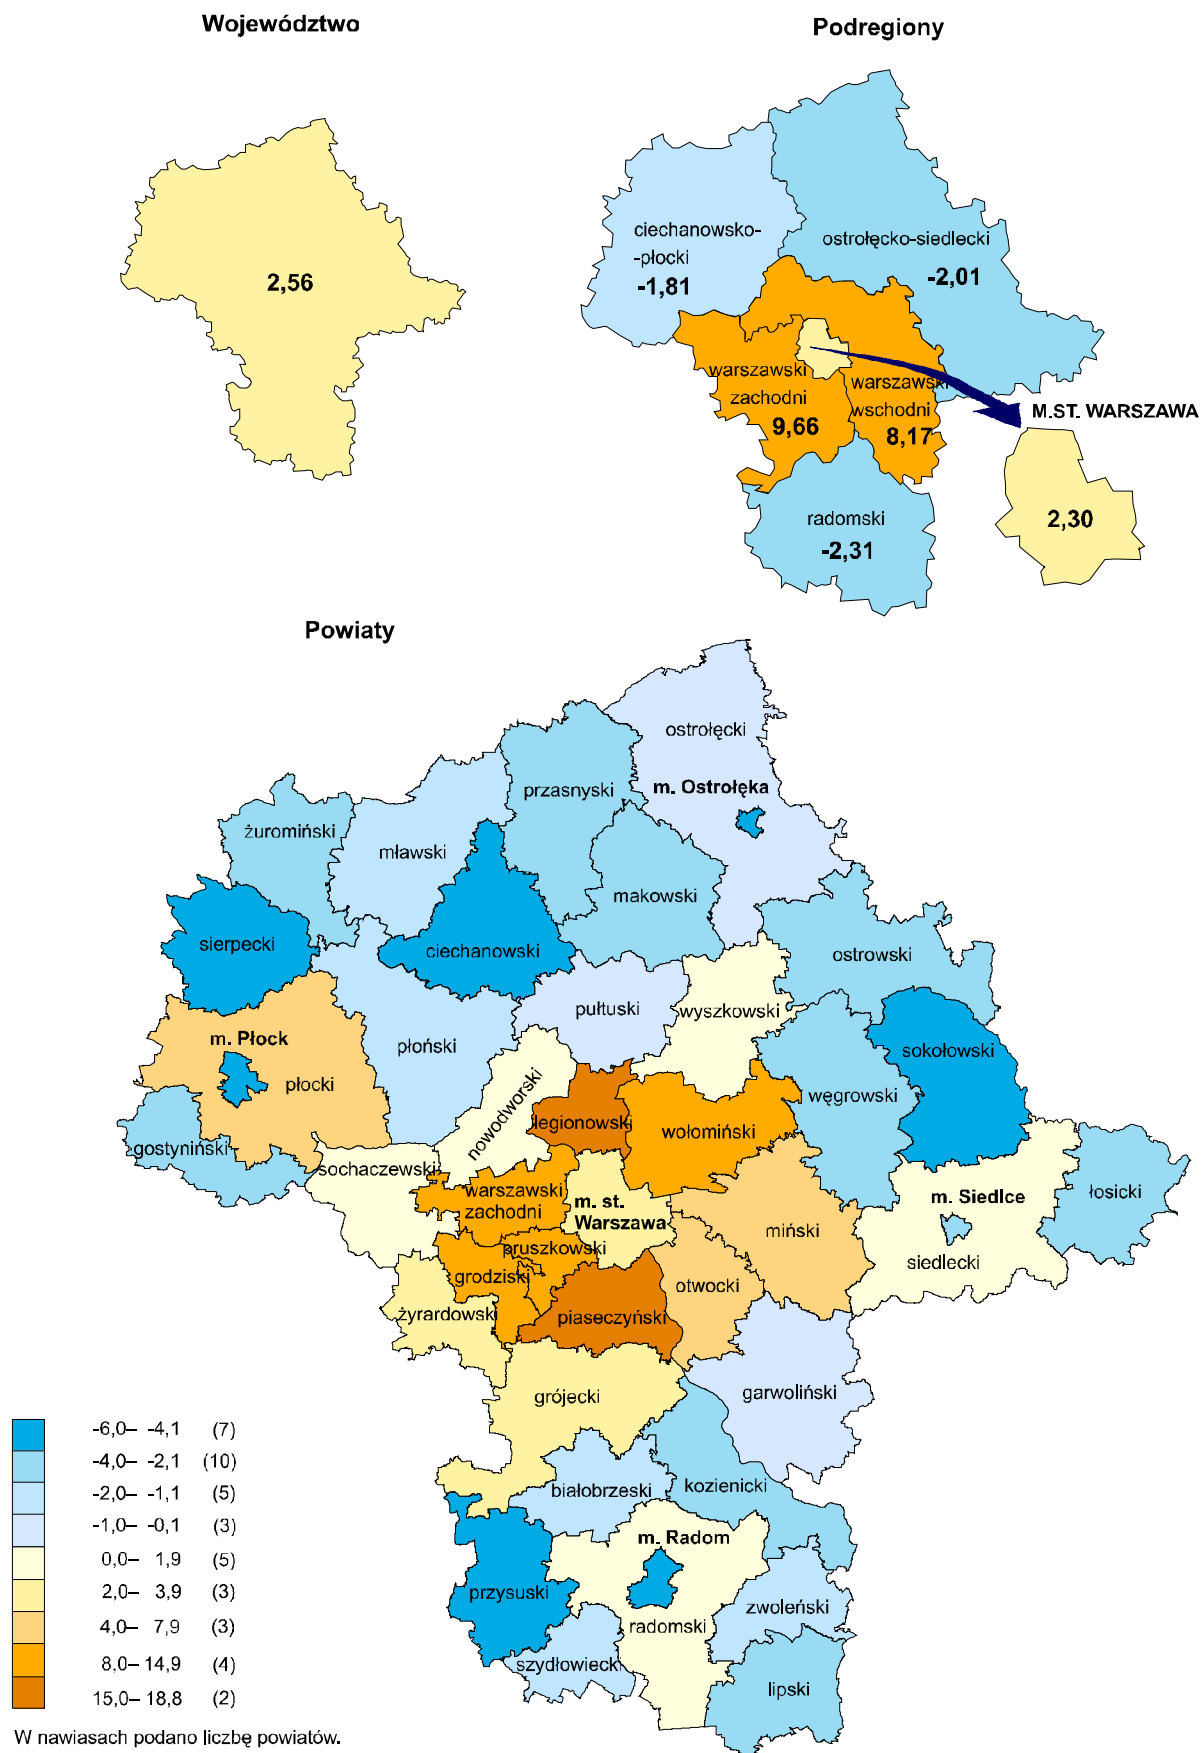 Województwo
Podregiony
2,56
ciechanowsko-
-płocki
-1,81
ostrołęcko-siedlecki
-2,01
warszawski
zachodni
9,66
warszawski
wschodni
8,17
M.ST. WARSZAWA
2,30
radomski
-2,31
Powiaty
ostrołęcki
m. Ostrołęka
przasnyski
żuromiński
mławski
makowski
sierpecki
ciechanowski
ostrowski
pułtuski
wyszkowski
m. Płock
płocki
płoński
sokołowski
węgrowski
nowodworski
legionowski
wołomiński
gostyniński
sochaczewski
warszawski
zachodni
m. st.
Warszawa
m. Siedlce
łosicki
miński
siedlecki
pruszkowski
grodziski
otwocki
żyrardowski
piaseczyński
grójecki
garwoliński
białobrzeski
kozienicki
m. Radom
przysuski
radomski
zwoleński
szydłowiecki
lipski
-6,0– -4,1 (7)
-4,0– -2,1 (10)
-2,0– -1,1 (5)
-1,0– -0,1 (3)
0,0– 1,9 (5)
2,0– 3,9 (3)
4,0– 7,9 (3)
8,0– 14,9 (4)
15,0– 18,8 (2)
W nawiasach podano liczbę powiatów.